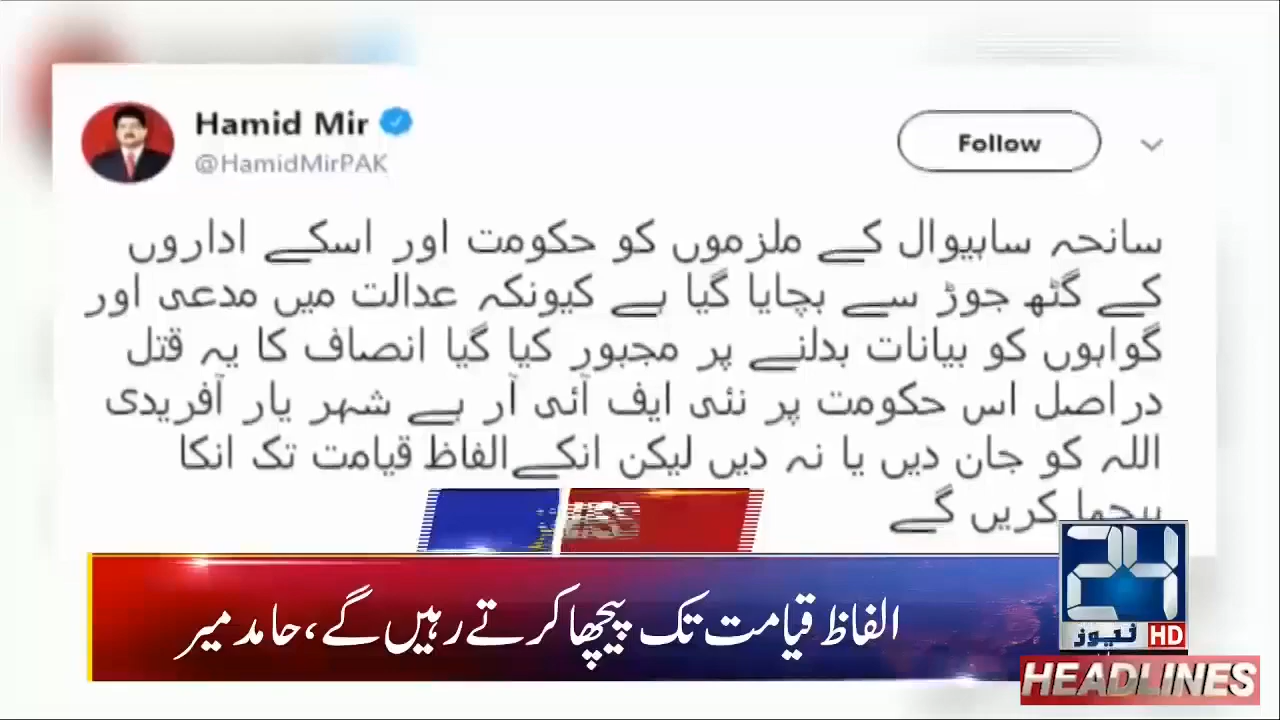 Hamid Mir
@HamidMirPAK
Follow
سانحہ ساہیوال کے ملزموں کو حکومت اور اسکے اداروں
کے گٹھ جوڑ سے بچایا گیا ہے کیونکہ عدالت میں مدعی اور
گواہوں کو بیانات بدلنے پر مجبور کیا گیا انصاف کا یہ قتل
دراصل اس حکومت پر نئی ایف آئی آر ہے شہر یار آفریدی
اللہ کو جان دیں یا نہ دیں لیکن انکے الفاظ قیامت تک انکا
پیچھا کریں گے
الفاظ قیامت تک پیچھا کرتے رہیں گے، حامد میر
24
نیوز HD
HEADLINES